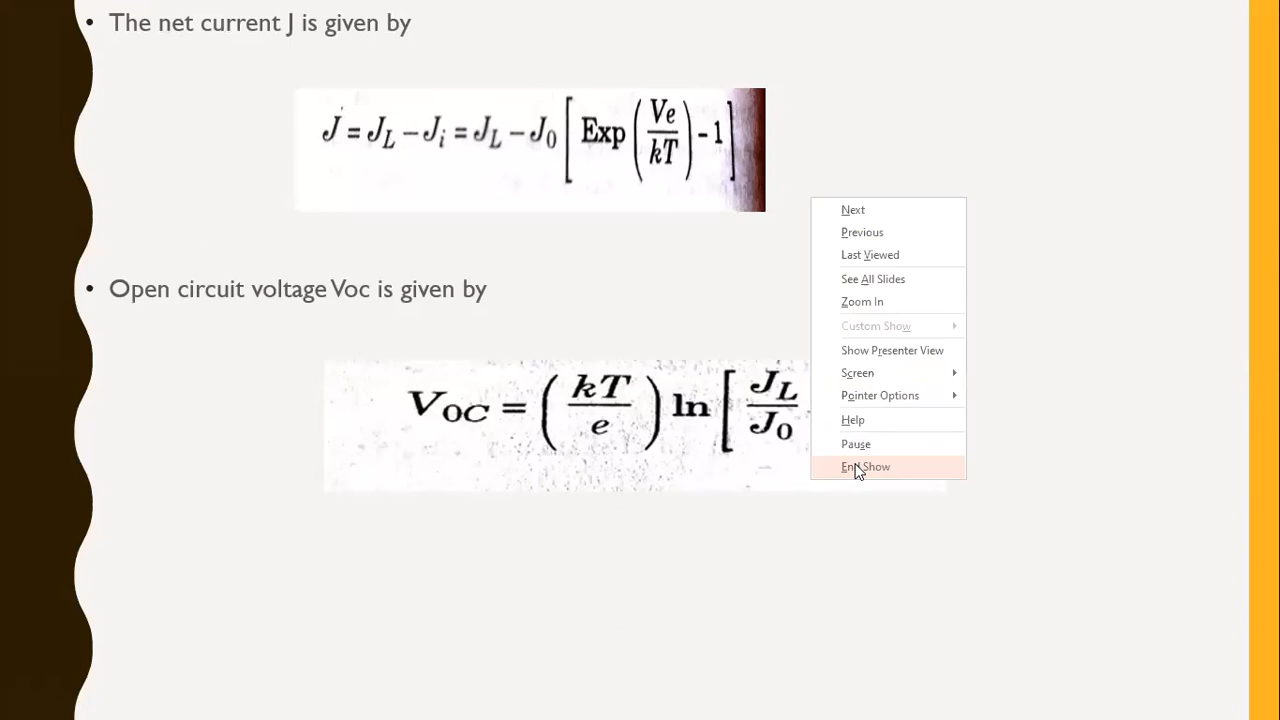 • The net current J is given by
J = J_L – J_i = J_L – J_0 [ Exp ( Ve / kT ) – 1 ]
• Open circuit voltage Voc is given by
V_OC = ( kT / e ) ln [ J_L / J_0
Next
Previous
Last Viewed
See All Slides
Zoom In
Custom Show
Show Presenter View
Screen
Pointer Options
Help
Pause
End Show